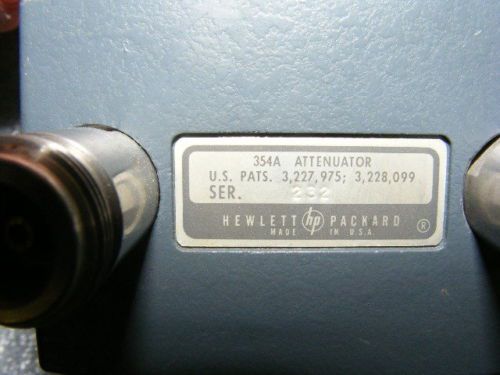 354A ATTENUATOR
U.S. PATS. 3,227,975; 3,228,099
SER. 232
HEWLETT hp PACKARD ®
MADE IN U.S.A.